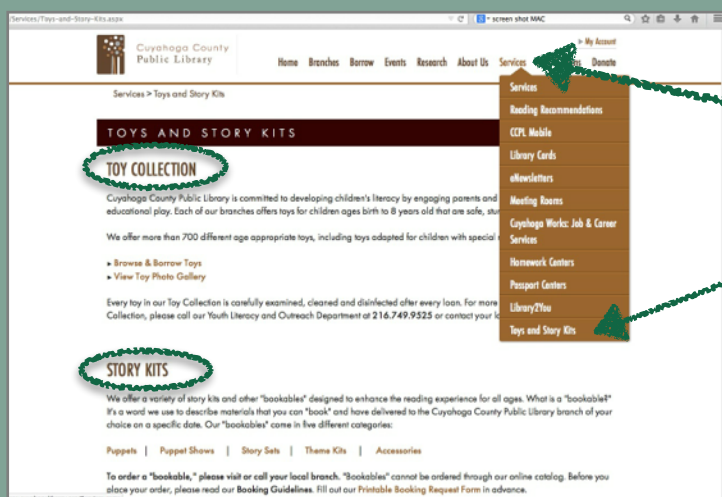 /Services/Toys-and-Story-Kits.aspx
screen shot MAC
Cuyahoga County
Public Library
My Account
Home Branches Borrow Events Research About Us Services Donate
Services > Toys and Story Kits
Services
Reading Recommendations
CCPL Mobile
Library Cards
eNewsletters
Meeting Rooms
Cuyahoga Works: Job & Career
Services
Homework Centers
Passport Centers
Library2You
Toys and Story Kits
TOYS AND STORY KITS
TOY COLLECTION
Cuyahoga County Public Library is committed to developing children's literacy by engaging parents and
educational play. Each of our branches offers toys for children ages birth to 8 years old that are safe,
We offer more than 700 different age appropriate toys, including toys adapted for children with special
▸ Browse & Borrow Toys
▸ View Toy Photo Gallery
Every toy in our Toy Collection is carefully examined, cleaned and disinfected after every loan. For more
Collection, please call our Youth Literacy and Outreach Department at 216.749.9525 or contact your
STORY KITS
We offer a variety of story kits and other "bookables" designed to enhance the reading experience for all ages. What is a "bookable?"
It's a word we use to describe materials that you can "book" and have delivered to the Cuyahoga County Public Library branch of your
choice on a specific date. Our "bookables" come in five different categories:
Puppets | Puppet Shows | Story Sets | Theme Kits | Accessories
To order a "bookable," please visit or call your local branch. "Bookables" cannot be ordered through our online catalog. Before you
place your order, please read our Booking Guidelines. Fill out our Printable Booking Request Form in advance.